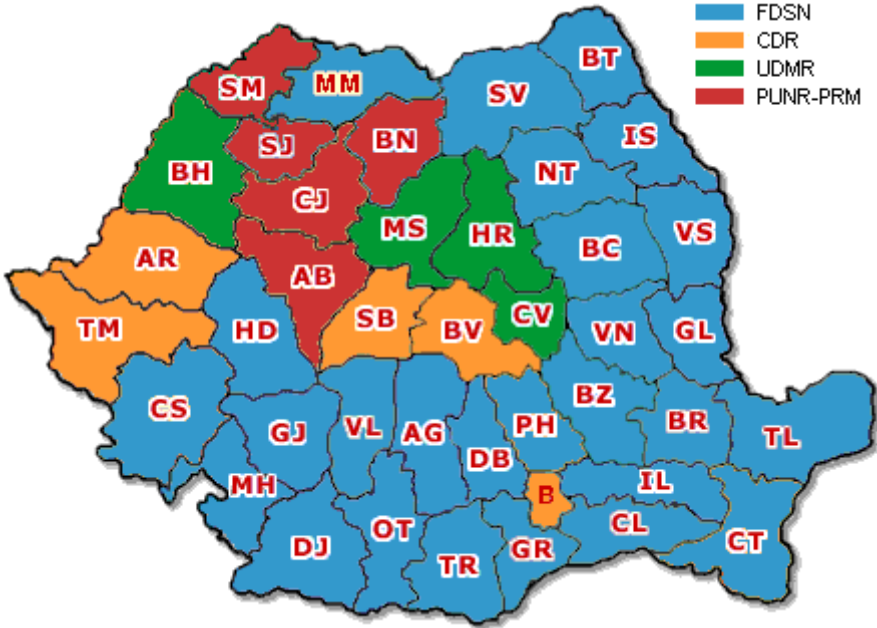 FDSN
CDR
UDMR
PUNR-PRM
BT
SM
MM
SV
IS
SJ
BN
BH
NT
CJ
MS
HR
VS
BC
AR
AB
SB
CV
TM
HD
BV
VN
GL
CS
BZ
GJ
VL
AG
PH
BR
TL
DB
MH
B
IL
OT
CL
DJ
TR
GR
CT